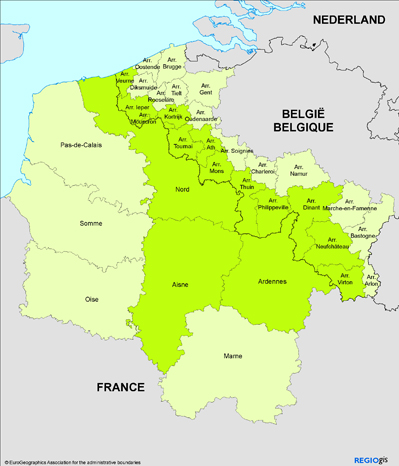 NEDERLAND
Arr.
Oostende
Arr.
Brugge
Arr.
Veurne
Arr.
Diksmuide
Arr.
Tielt
Arr.
Gent
Arr.
Roeselare
Arr. Ieper
Arr.
Kortrijk
Arr.
Oudenaarde
Arr.
Mouscron
BELGIË
BELGIQUE
Pas-de-Calais
Arr.
Tournai
Arr.
Ath
Arr. Soignies
Arr.
Mons
Arr.
Charleroi
Arr.
Namur
Nord
Arr.
Thuin
Arr.
Philippeville
Arr.
Dinant
Arr.
Marche-en-Famenne
Somme
Arr.
Bastogne
Arr.
Neufchâteau
Oise
Aisne
Ardennes
Arr.
Virton
Arr.
Arlon
Marne
FRANCE
© EuroGeographics Association for the administrative boundaries
REGIOgis